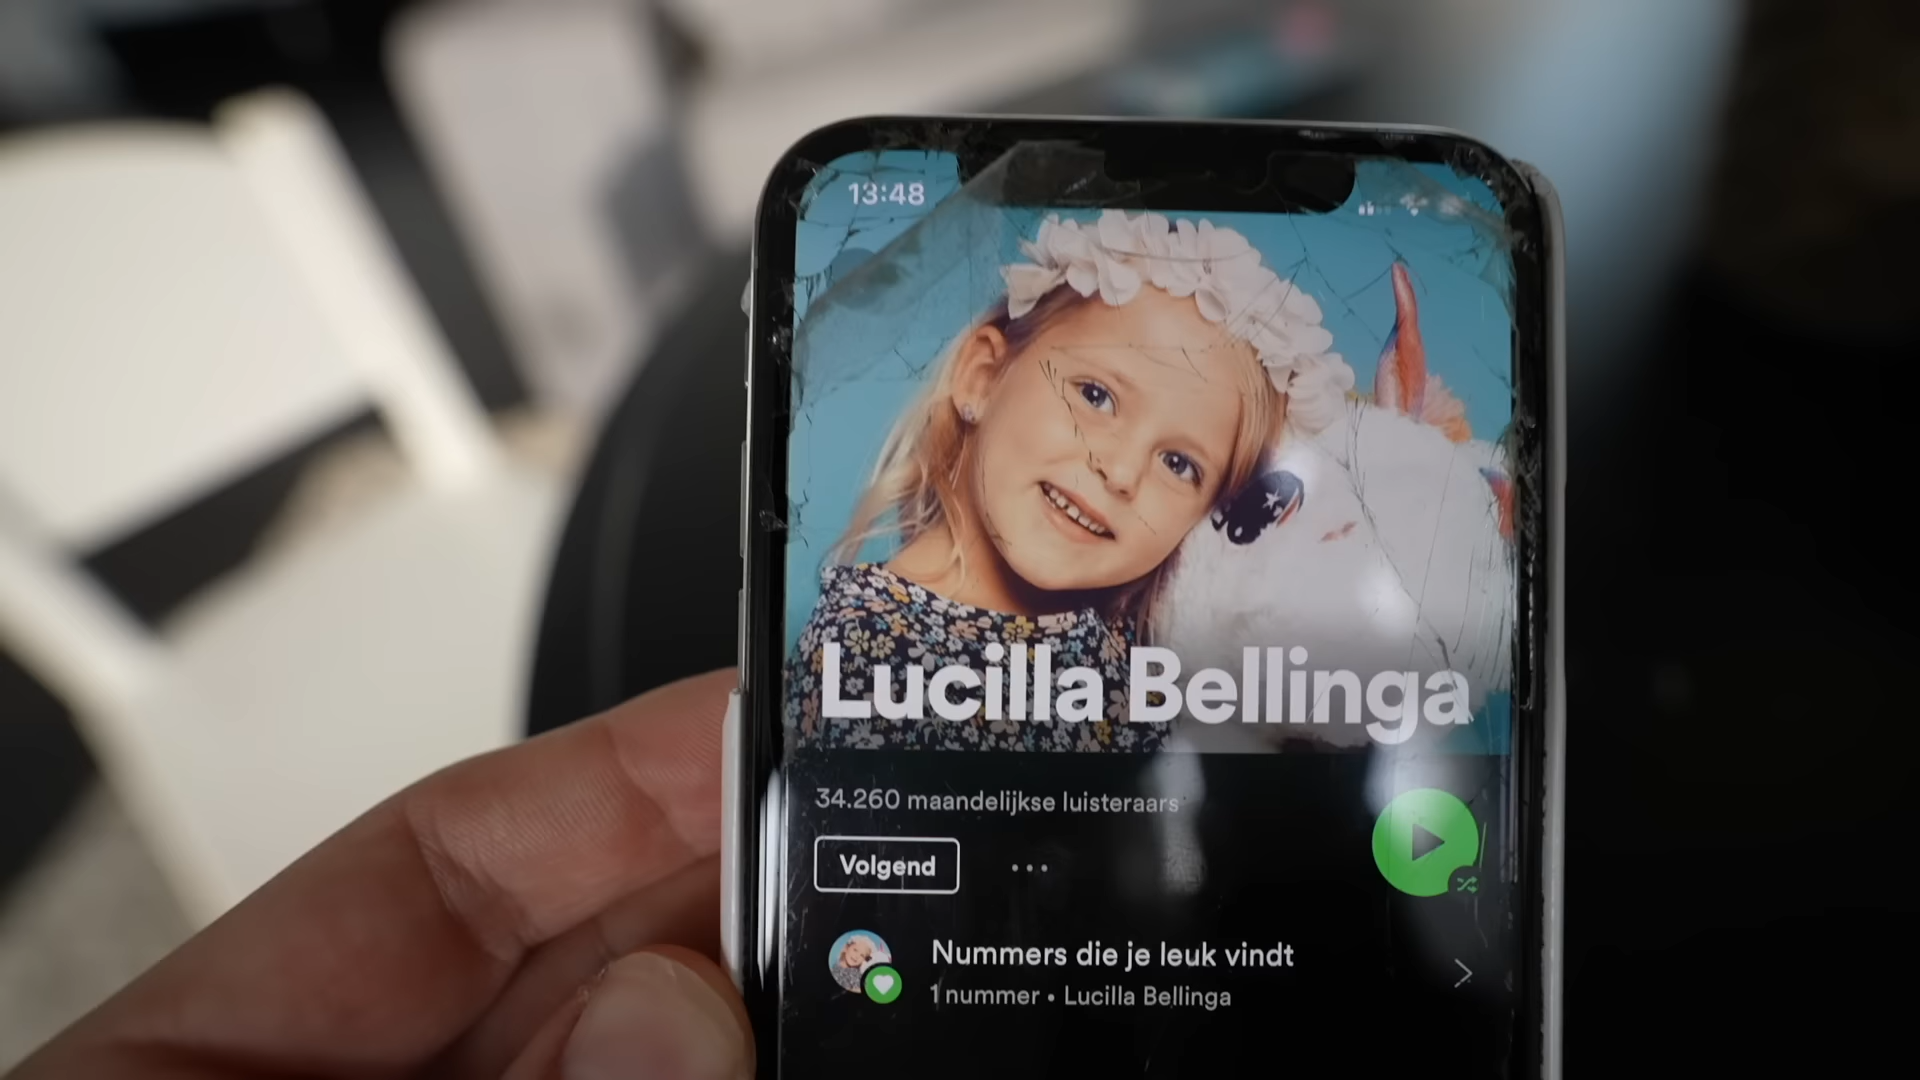 13:48
Lucilla Bellinga
34.260 maandelijkse luisteraars
Volgend
Nummers die je leuk vindt
1 nummer • Lucilla Bellinga